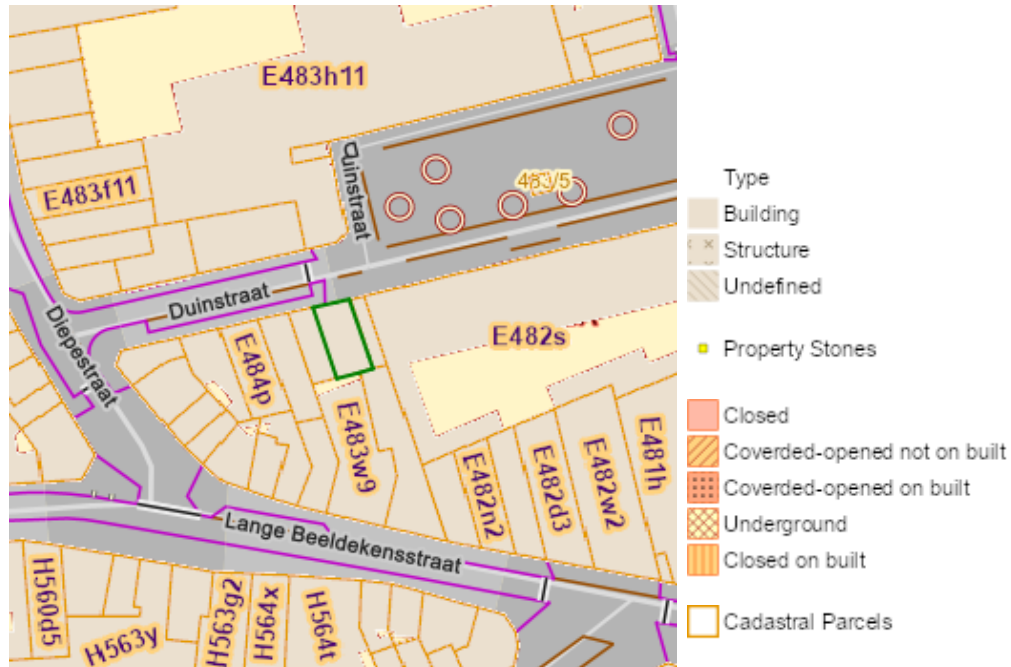 E483h11
Duinstraat
483/5
E483f11
Duinstraat
Diepestraat
E482s
E484p
E483w9
E482n2
E482d3
E482w2
E481h
Lange Beeldekensstraat
H560d5
H563y
H563g2
H564x
H564t
Type
Building
Structure
Undefined
Property Stones
Closed
Coverded-opened not on built
Coverded-opened on built
Underground
Closed on built
Cadastral Parcels